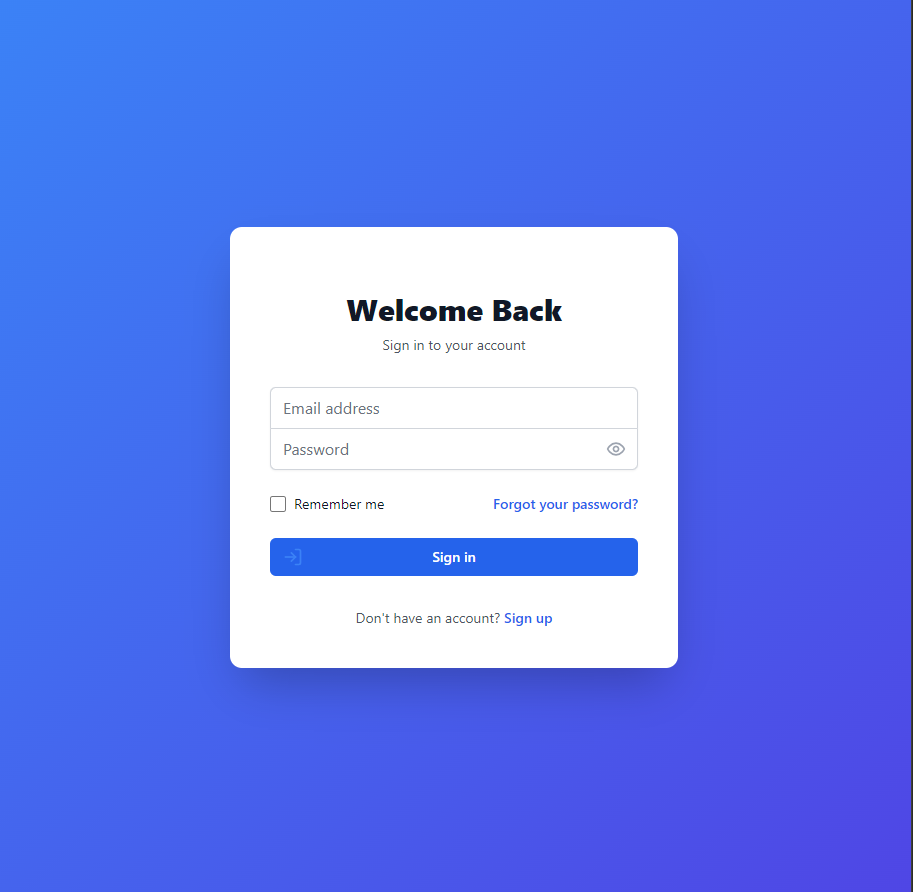 Welcome Back
Sign in to your account
Email address
Password
Remember me
Forgot your password?
Sign in
Don't have an account? Sign up